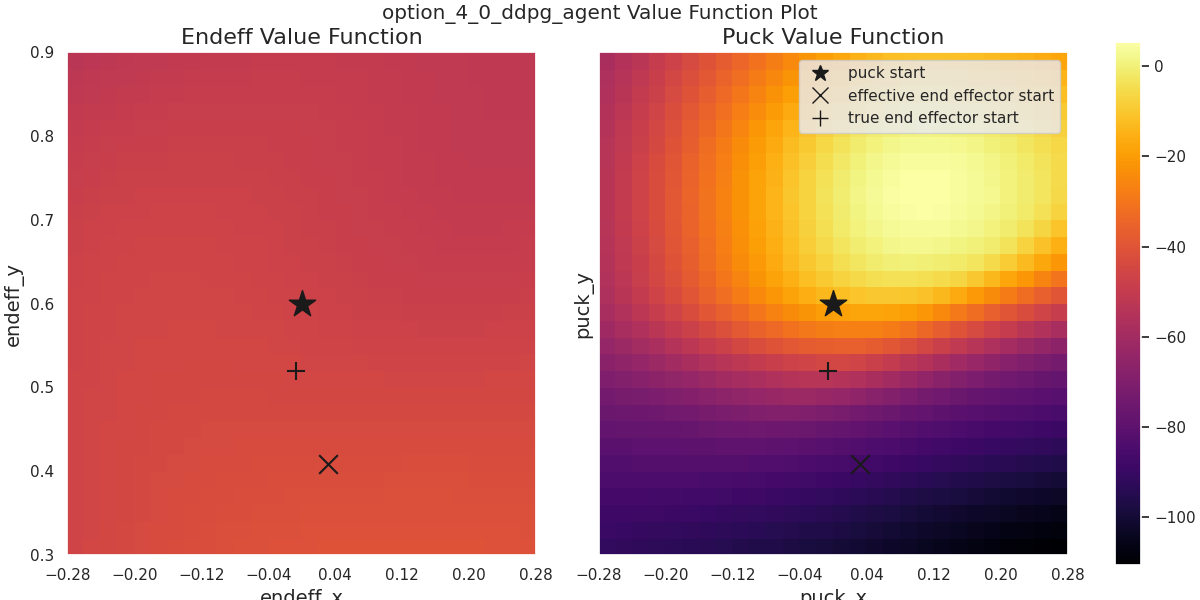 option_4_0_ddpg_agent Value Function Plot
Endeff Value Function
Puck Value Function
0.9
0.8
0.7
0.6
0.5
0.4
0.3
endeff_y
−0.28 −0.20 −0.12 −0.04 0.04 0.12 0.20 0.28
endeff_x
puck_y
puck start
effective end effector start
true end effector start
−0.28 −0.20 −0.12 −0.04 0.04 0.12 0.20 0.28
puck_x
0
−20
−40
−60
−80
−100